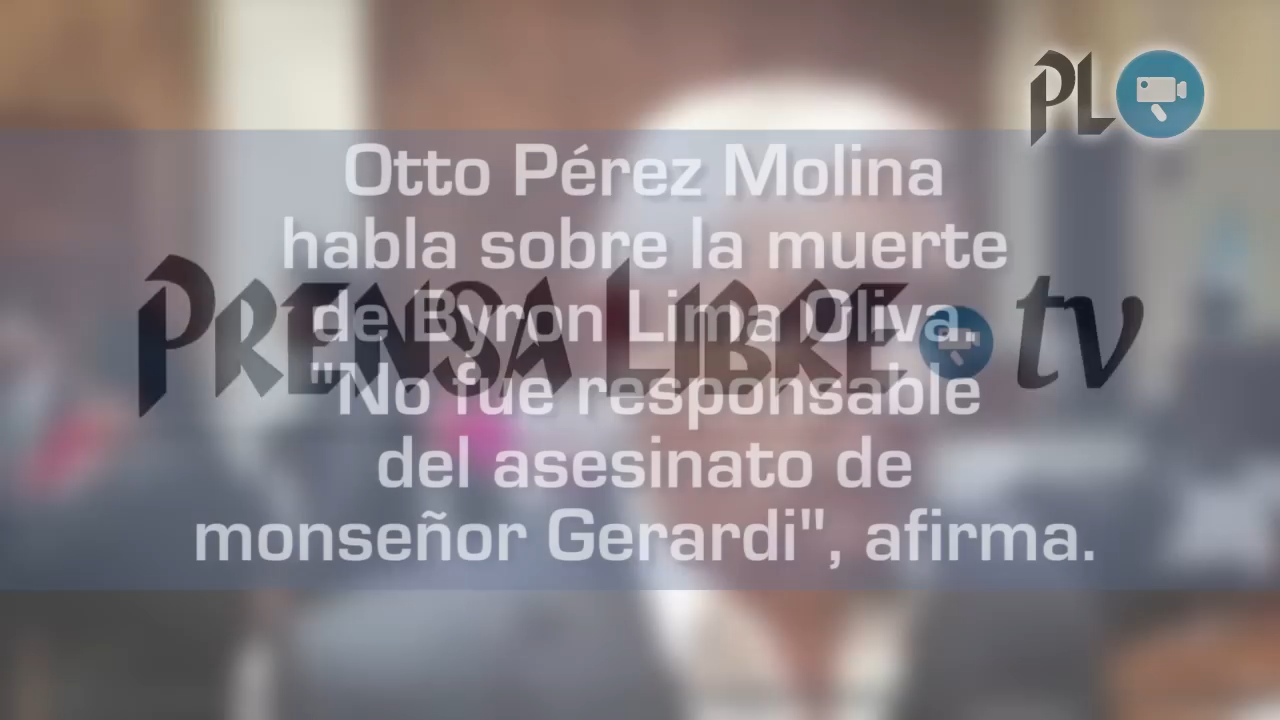 PL
Otto Pérez Molina
habla sobre la muerte
de Byron Lima Oliva.
"No fue responsable
del asesinato de
monseñor Gerardi", afirma.
PRENSA LIBRE tv